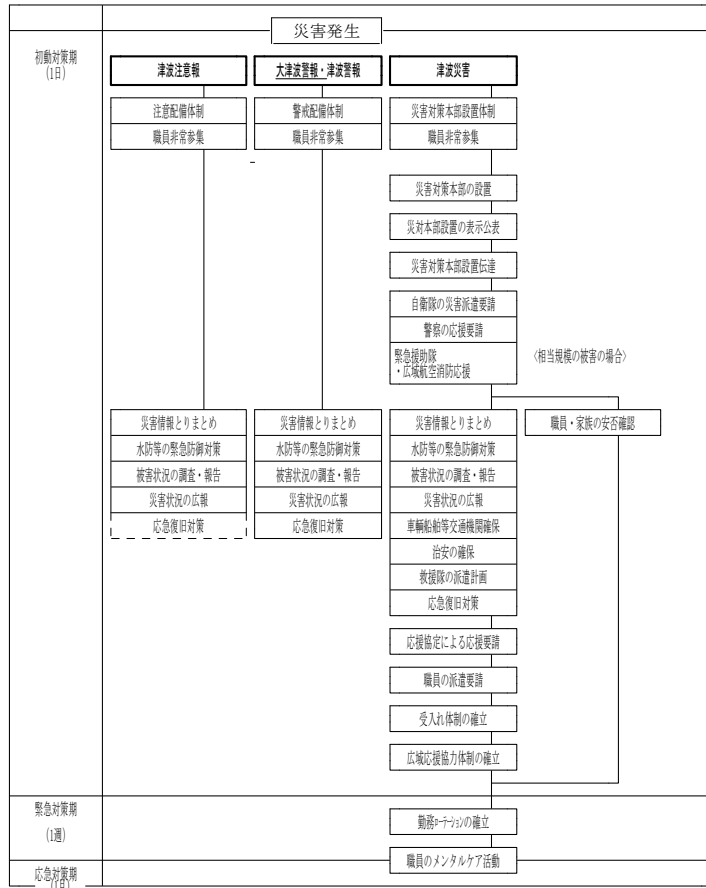 災害発生
初動対策期
(1日)
津波注意報
大津波警報・津波警報
津波災害
注意配備体制
警戒配備体制
災害対策本部設置体制
職員非常参集
職員非常参集
職員非常参集
災害対策本部の設置
災対本部設置の表示公表
災害対策本部設置伝達
自衛隊の災害派遣要請
警察の応援要請
緊急援助隊
・広域航空消防応援
〈相当規模の被害の場合〉
災害情報とりまとめ
災害情報とりまとめ
災害情報とりまとめ
職員・家族の安否確認
水防等の緊急防御対策
水防等の緊急防御対策
水防等の緊急防御対策
被害状況の調査・報告
被害状況の調査・報告
被害状況の調査・報告
災害状況の広報
災害状況の広報
災害状況の広報
応急復旧対策
応急復旧対策
車輌船舶等交通機関確保
治安の確保
救援隊の派遣計画
応急復旧対策
応援協定による応援要請
職員の派遣要請
受入れ体制の確立
広域応援協力体制の確立
緊急対策期
(1週)
勤務ローテーションの確立
職員のメンタルケア活動
応急対策期
(1月)